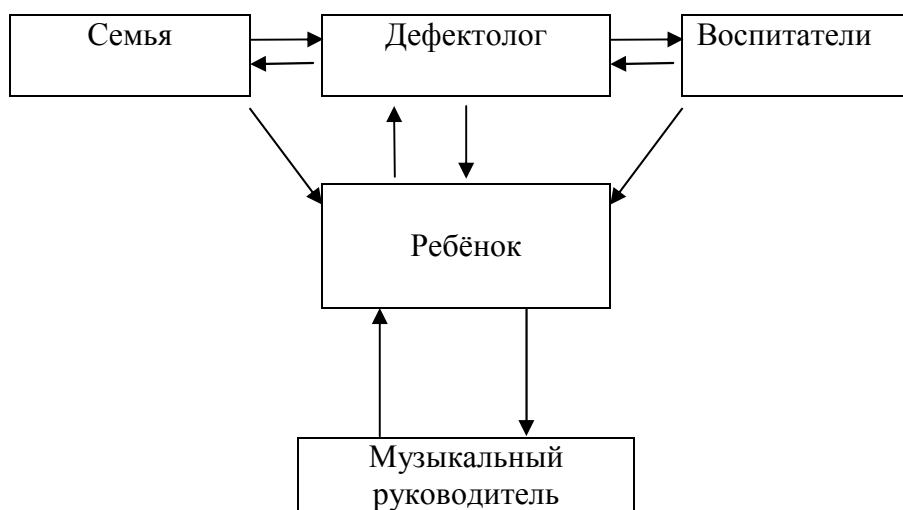 Семья
Дефектолог
Воспитатели
Ребёнок
Музыкальный
руководитель